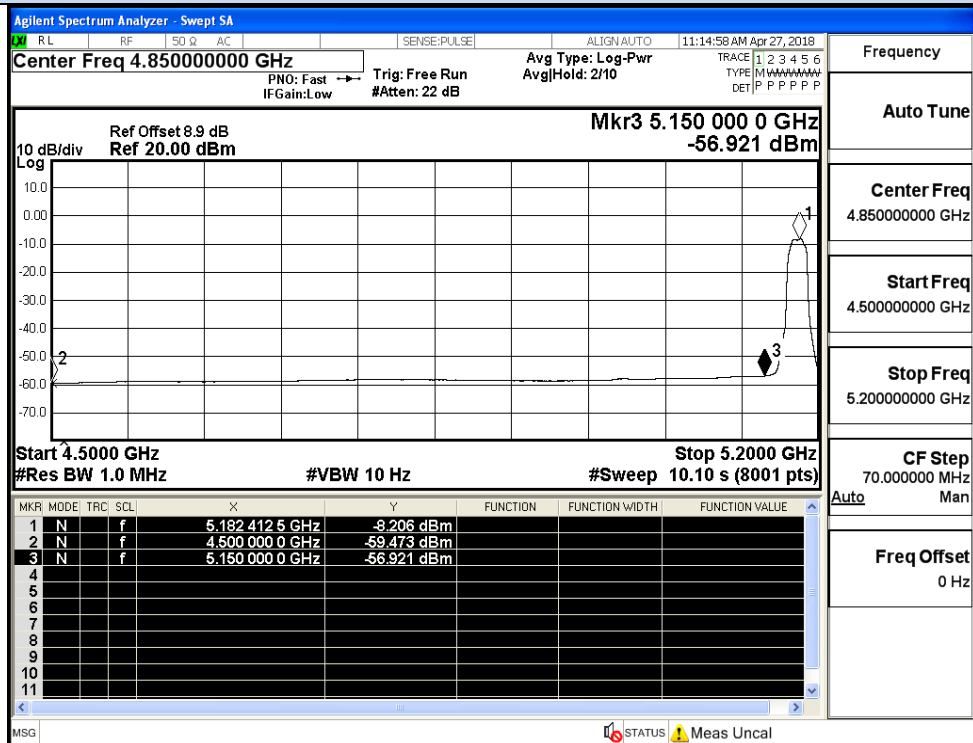 Agilent Spectrum Analyzer - Swept SA
LXI RL RF 50 Ω AC SENSE:PULSE ALIGN AUTO 11:14:58 AM Apr 27, 2018
Center Freq 4.850000000 GHz
PNO: Fast
IFGain:Low
Trig: Free Run
#Atten: 22 dB
Avg Type: Log-Pwr
Avg|Hold: 2/10
TRACE 1 2 3 4 5 6
TYPE M W W W W W
DET P P P P P P
Mkr3 5.150 000 0 GHz
-56.921 dBm
Ref Offset 8.9 dB
10 dB/div Ref 20.00 dBm
Log
10.0
0.00
-10.0
-20.0
-30.0
-40.0
-50.0
-60.0
-70.0
1
2
3
Start 4.5000 GHz Stop 5.2000 GHz
#Res BW 1.0 MHz #VBW 10 Hz #Sweep 10.10 s (8001 pts)
MKR MODE TRC SCL X Y FUNCTION FUNCTION WIDTH FUNCTION VALUE
1 N f 5.182 412 5 GHz -8.206 dBm
2 N f 4.500 000 0 GHz -59.473 dBm
3 N f 5.150 000 0 GHz -56.921 dBm
4
5
6
7
8
9
10
11
MSG STATUS Meas Uncal
Frequency
Auto Tune
Center Freq
4.850000000 GHz
Start Freq
4.500000000 GHz
Stop Freq
5.200000000 GHz
CF Step
70.000000 MHz
Auto Man
Freq Offset
0 Hz